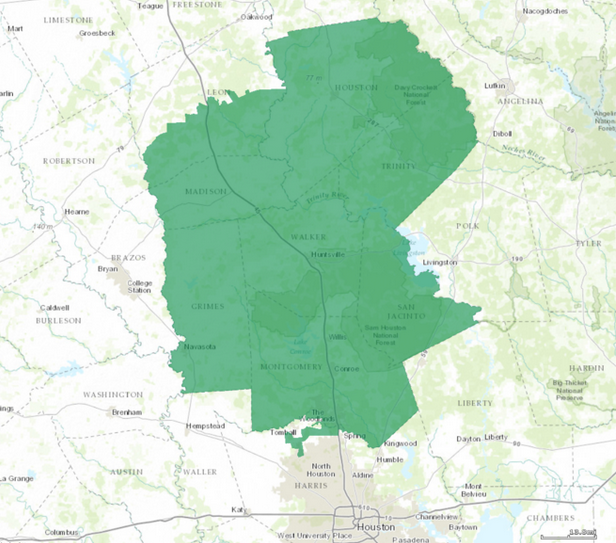 Teague
FREESTONE
Nacogdoches
LIMESTONE
Oakwood
Mart
Groesbeck
HOUSTON
Davy Crockett
National
Forest
Lufkin
ANGELINA
LEON
Diboll
Neches River
ROBERTSON
TRINITY
MADISON
Trinity River
Hearne
POLK
TYLER
WALKER
BRAZOS
Huntsville
Livingston
190
Bryan
College
Station
Caldwell
BURLESON
GRIMES
SAN
JACINTO
Sam Houston
National
Forest
Willis
Lake
Conroe
Navasota
MONTGOMERY
Conroe
HARDIN
Big Thicket
National
Preserve
WASHINGTON
LIBERTY
Brenham
Hempstead
The
Woodlands
Tomball
Spring
Kingwood
Dayton
Liberty
Humble
North
Houston
Aldine
AUSTIN
WALLER
HARRIS
La Grange
Mont
Belvieu
Katy
Channelview
CHAMBERS
Houston
Baytown
Columbus
West University Place
Pasadena